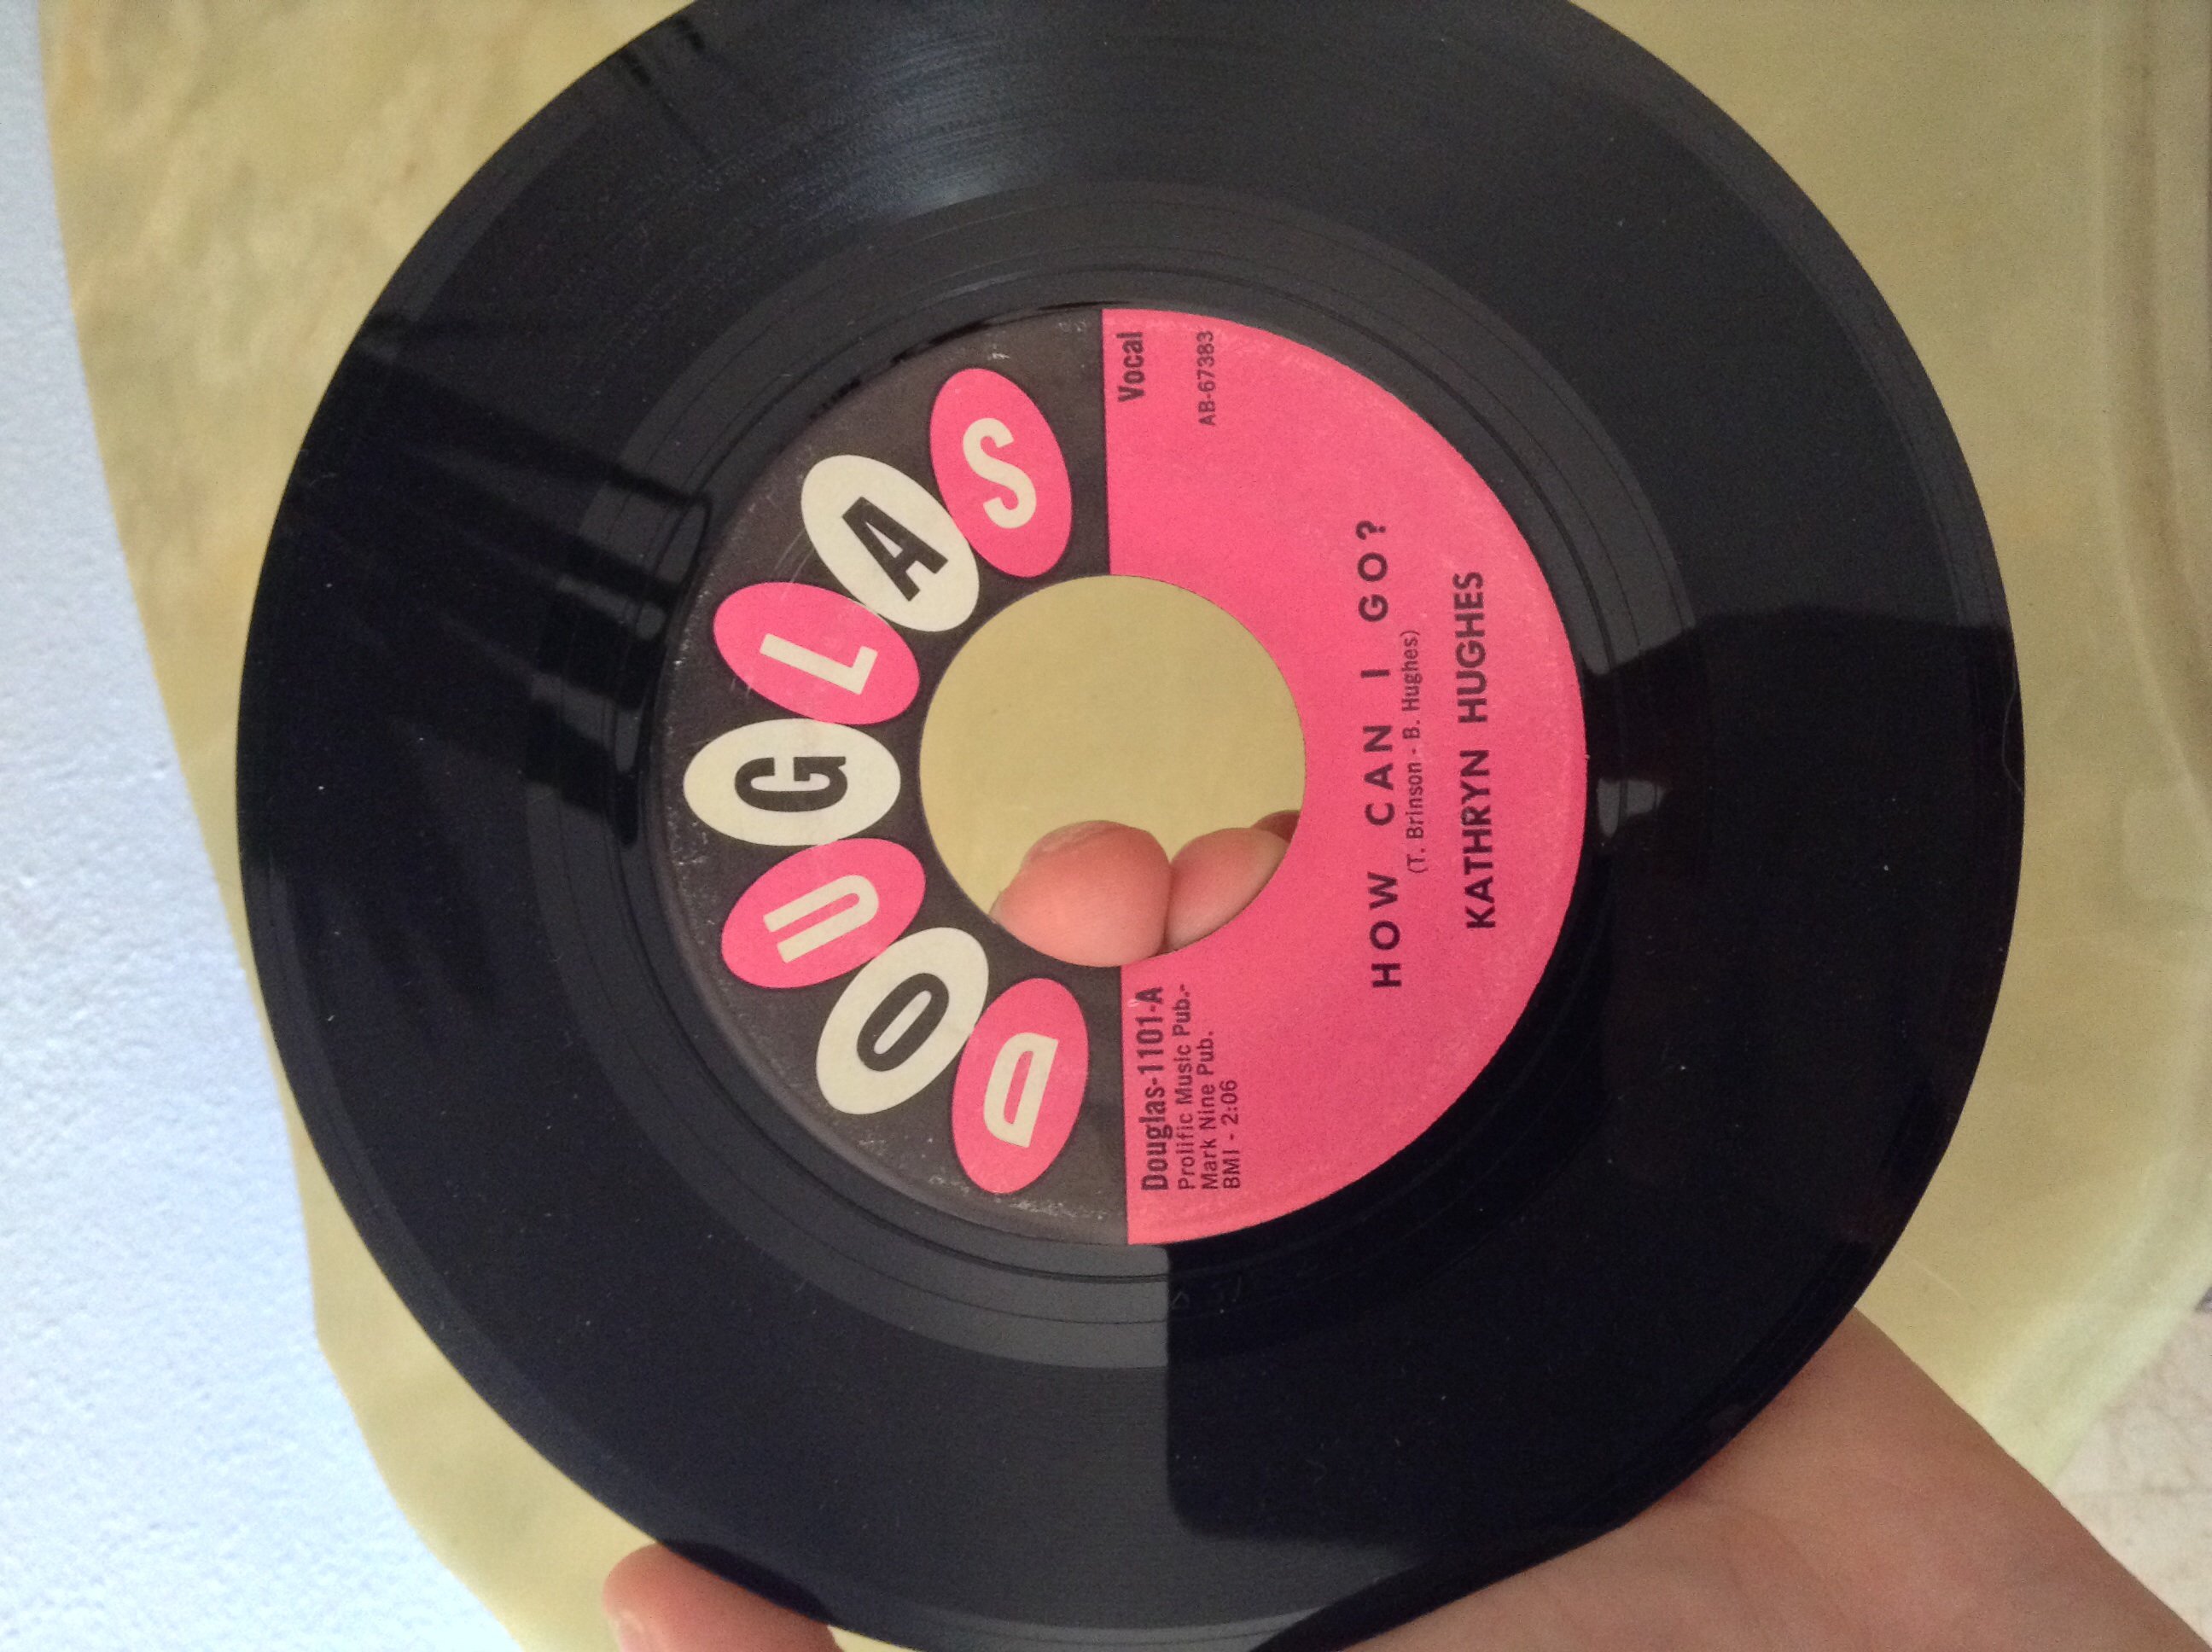 DOUGLAS
Douglas-1101-A
Prolific Music Pub.-
Mark Nine Pub.
BMI - 2:06
Vocal
AB-67383
HOW CAN I GO?
(T. Brinson - B. Hughes)
KATHRYN HUGHES